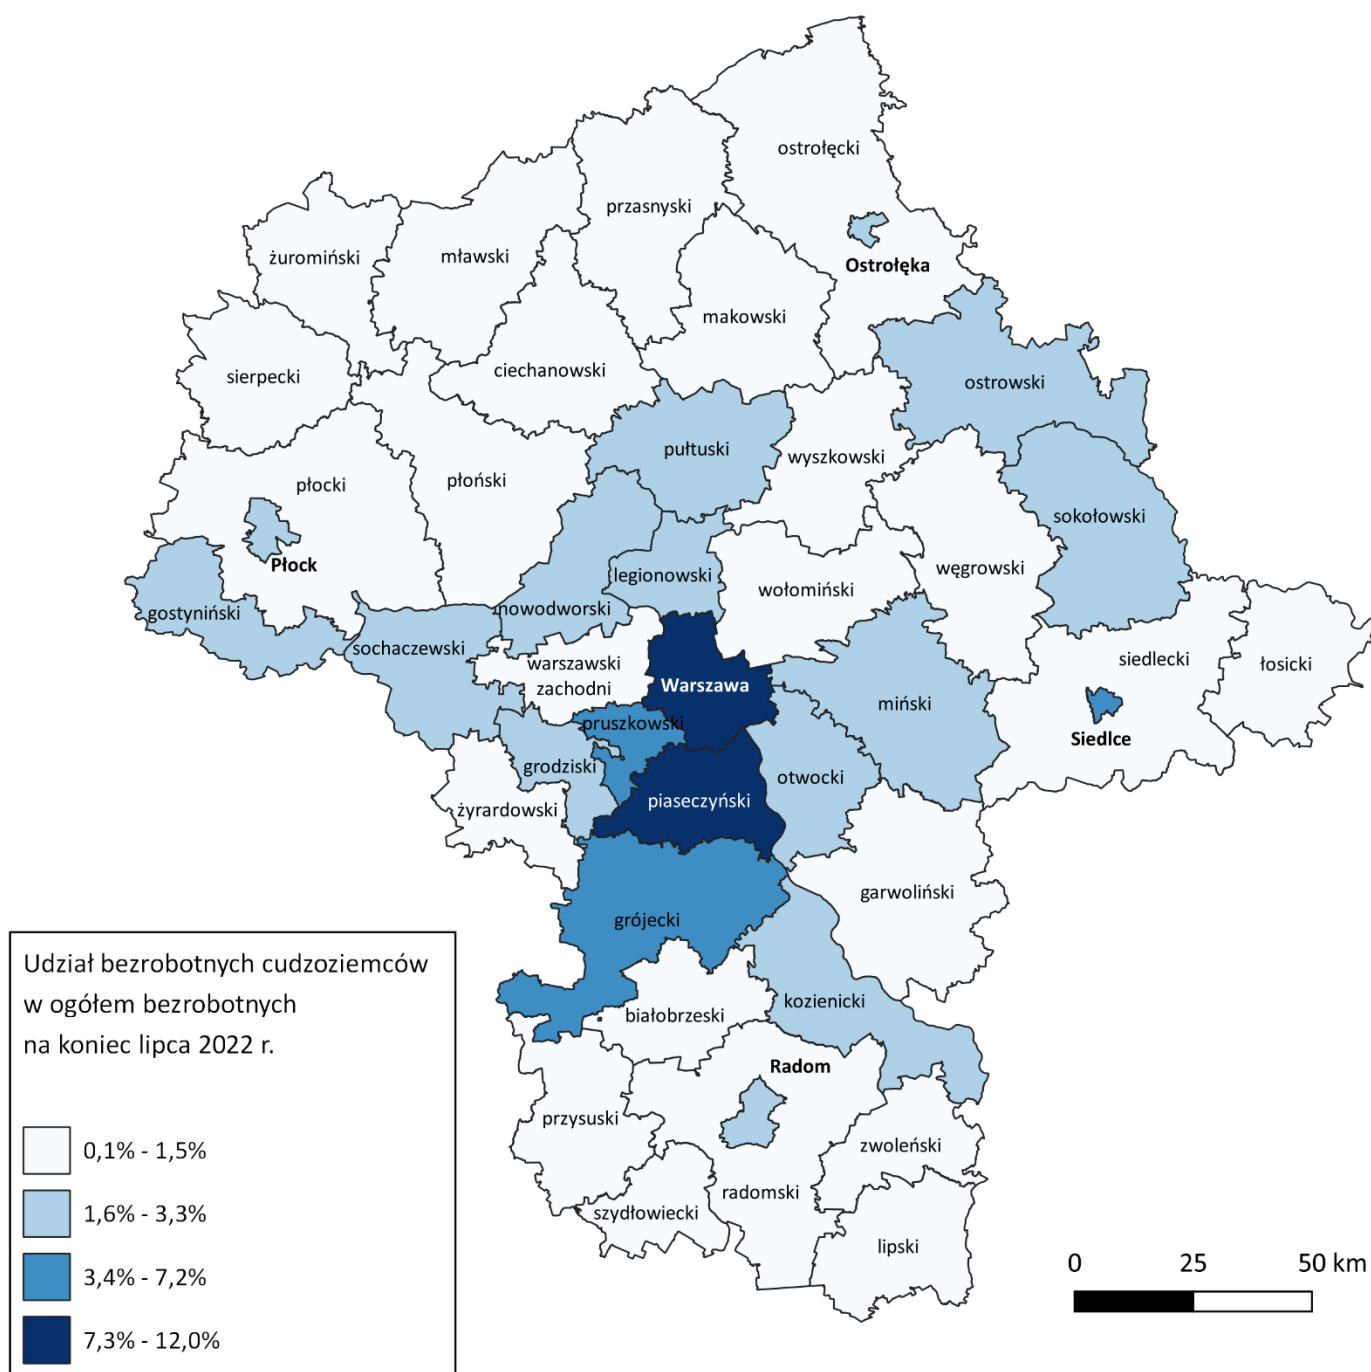 ostrołęcki
przasnyski
żuromiński
mławski
Ostrołęka
makowski
ciechanowski
sierpecki
ostrowski
pułtuski
wyszkowski
płocki
płoński
sokołowski
Płock
legionowski
wołomiński
węgrowski
gostyniński
nowodworski
sochaczewski
warszawski
zachodni
siedlecki
łosicki
Warszawa
miński
pruszkowski
Siedlce
grodziski
otwocki
piaseczyński
żyrardowski
garwoliński
grójecki
kozienicki
białobrzeski
Radom
przysuski
zwoleński
radomski
szydłowiecki
lipski
Udział bezrobotnych cudzoziemców
w ogółem bezrobotnych
na koniec lipca 2022 r.
0,1% - 1,5%
1,6% - 3,3%
3,4% - 7,2%
7,3% - 12,0%
0 25 50 km